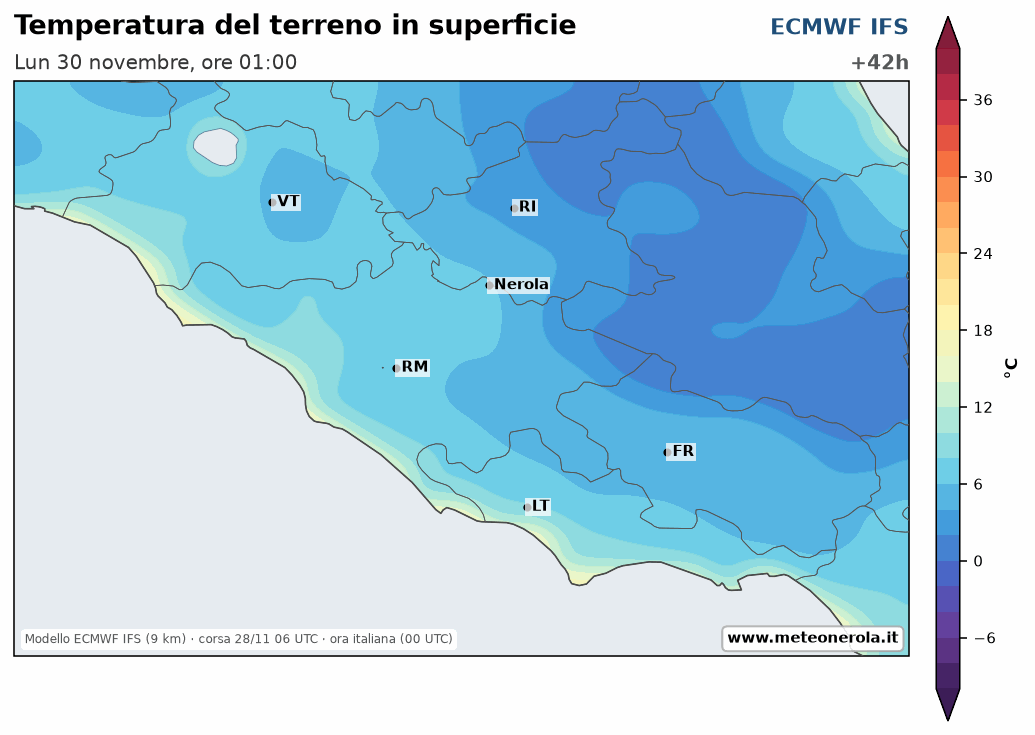 Temperatura del terreno in superficie
ECMWF IFS
Lun 30 novembre, ore 01:00
+42h
VT
RI
Nerola
RM
FR
LT
36
30
24
18
12
6
0
−6
°C
Modello ECMWF IFS (9 km) · corsa 28/11 06 UTC · ora italiana (00 UTC)
www.meteonerola.it